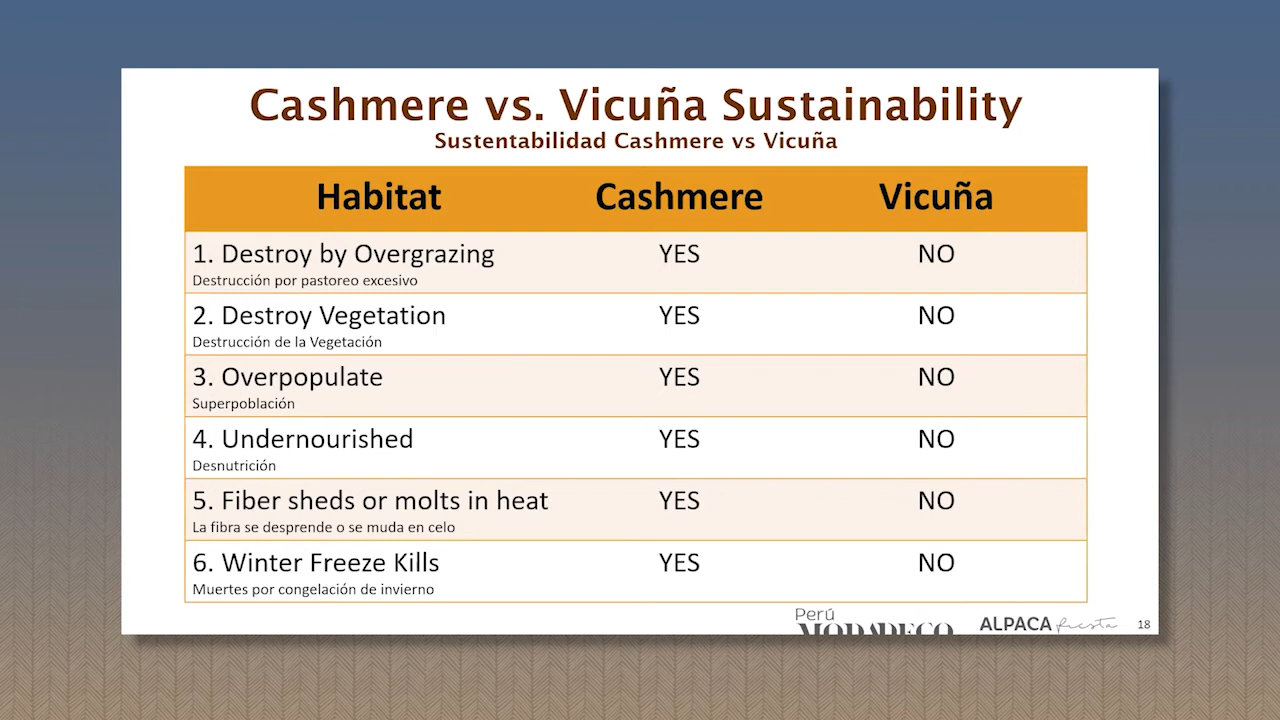 Cashmere vs. Vicuña Sustainability
Sustentabilidad Cashmere vs Vicuña
Habitat Cashmere Vicuña
1. Destroy by Overgrazing YES NO
Destrucción por pastoreo excesivo
2. Destroy Vegetation YES NO
Destrucción de la Vegetación
3. Overpopulate YES NO
Superpoblación
4. Undernourished YES NO
Desnutrición
5. Fiber sheds or molts in heat YES NO
La fibra se desprende o se muda en celo
6. Winter Freeze Kills YES NO
Muertes por congelación de invierno
Perú
MODADECO
ALPACA fiesta 18